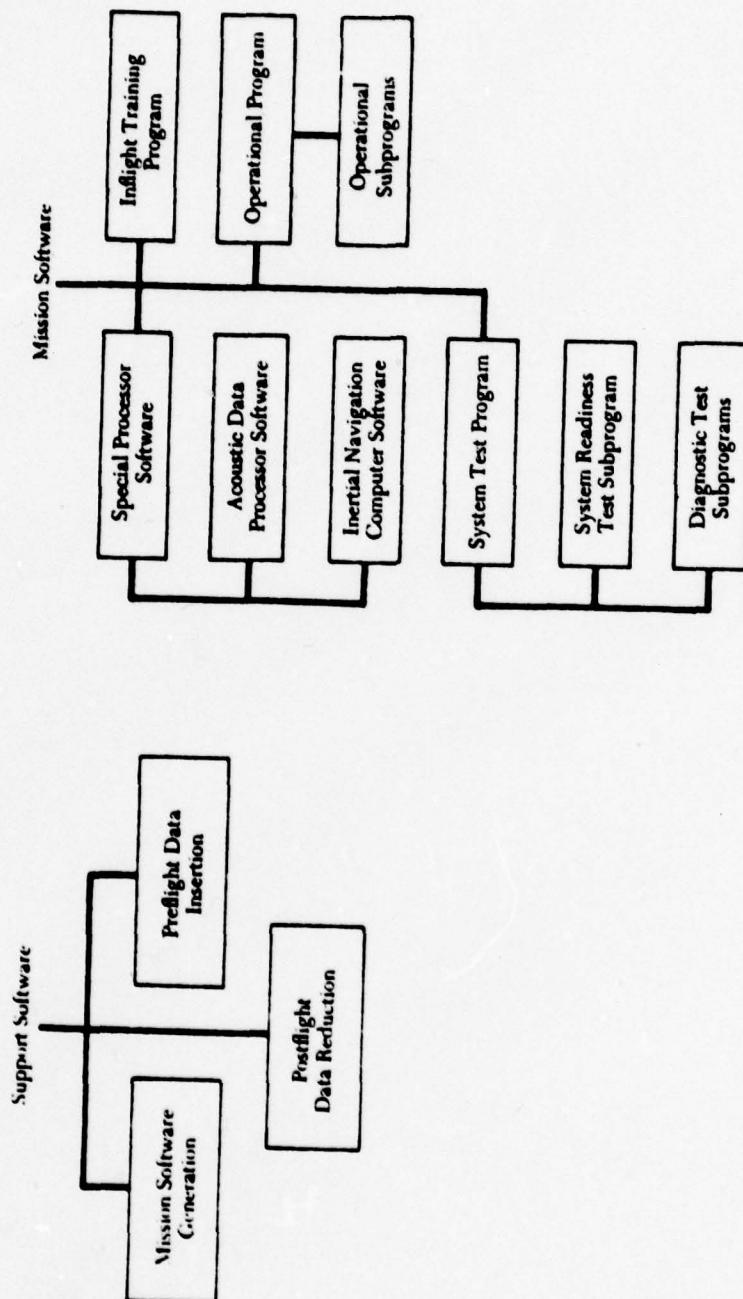 Support Software
Mission Software
Generation
Preflight Data
Insertion
Postflight
Data Reduction
Mission Software
Special Processor
Software
Inflight Training
Program
Acoustic Data
Processor Software
Operational Program
Inertial Navigation
Computer Software
Operational
Subprograms
System Test Program
System Readiness
Test Subprogram
Diagnostic Test
Subprograms